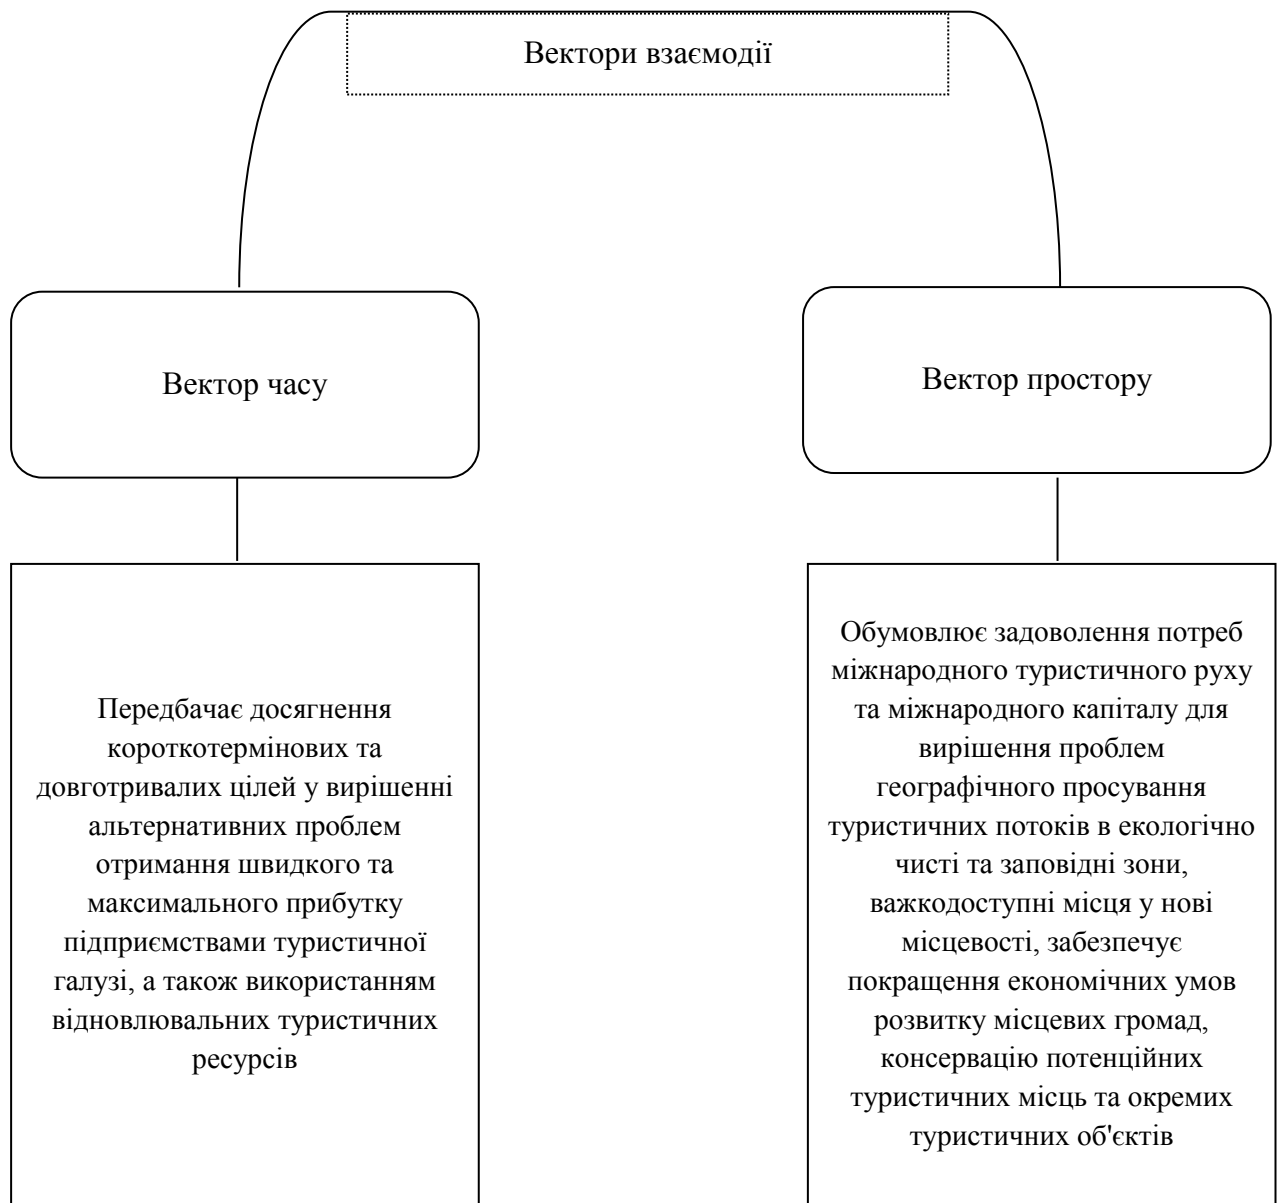 Вектори взаємодії
Вектор часу
Вектор простору
Передбачає досягнення
короткотермінових та
довготривалих цілей у вирішенні
альтернативних проблем
отримання швидкого та
максимального прибутку
підприємствами туристичної
галузі, а також використанням
відновлювальних туристичних
ресурсів
Обумовлює задоволення потреб
міжнародного туристичного руху
та міжнародного капіталу для
вирішення проблем
географічного просування
туристичних потоків в екологічно
чисті та заповідні зони,
важкодоступні місця у нові
місцевості, забезпечує
покращення економічних умов
розвитку місцевих громад,
консервацію потенційних
туристичних місць та окремих
туристичних об'єктів